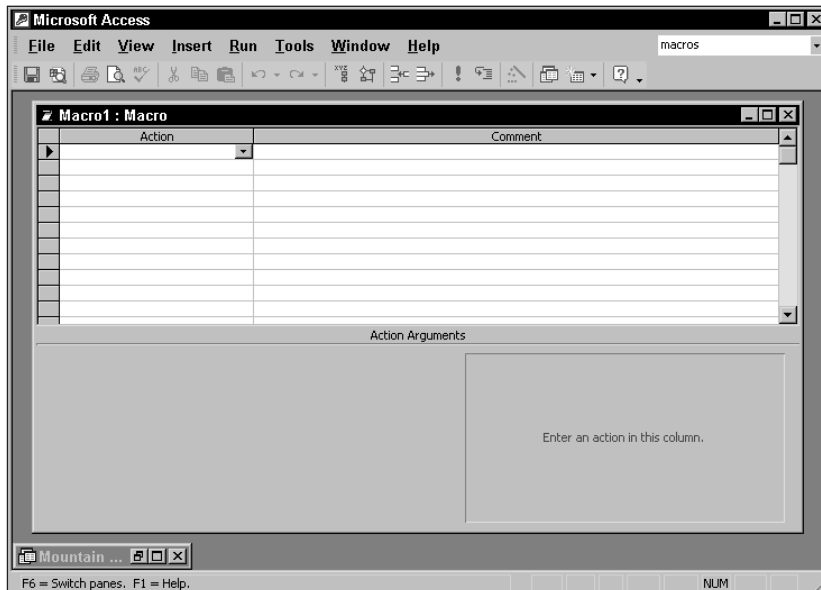 Microsoft Access
File Edit View Insert Run Tools Window Help macros
Macro1 : Macro
Action Comment
Action Arguments
Enter an action in this column.
Mountain ...
F6 = Switch panes. F1 = Help. NUM